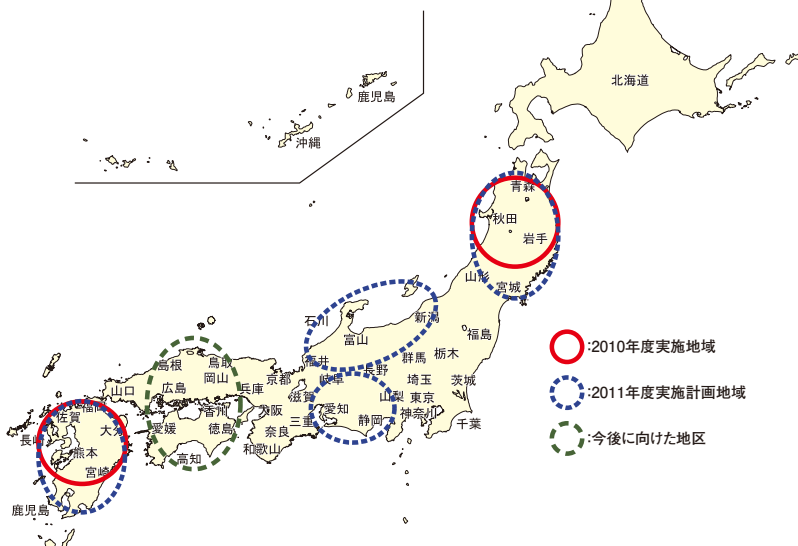 北海道
鹿児島
沖縄
青森
秋田
岩手
山形
宮城
石川
新潟
福島
富山
福井
長野
群馬
栃木
島根
鳥取
岡山
広島
山口
兵庫
京都
滋賀
岐阜
山梨
埼玉
茨城
東京
神奈川
千葉
愛知
静岡
三重
大阪
奈良
和歌山
香川
徳島
愛媛
高知
福岡
佐賀
長崎
大分
熊本
宮崎
鹿児島
:2010年度実施地域
:2011年度実施計画地域
:今後に向けた地区